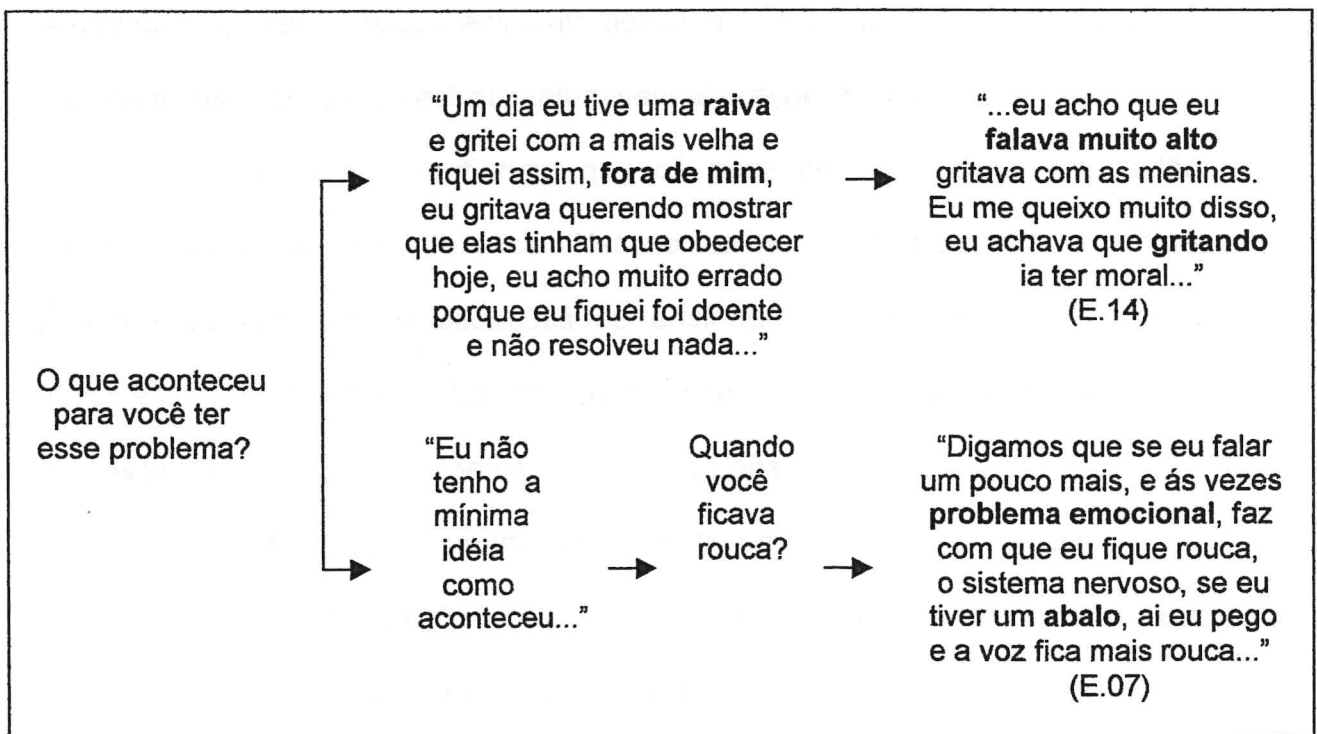 O que aconteceu
para você ter
esse problema?
“Um dia eu tive uma raiva
e gritei com a mais velha e
fiquei assim, fora de mim,
eu gritava querendo mostrar
que elas tinham que obedecer
hoje, eu acho muito errado
porque eu fiquei foi doente
e não resolveu nada...”
“...eu acho que eu
falava muito alto
gritava com as meninas.
Eu me queixo muito disso,
eu achava que gritando
ia ter moral...”
(E.14)
“Eu não
tenho a
mínima
idéia
como
aconteceu...”
Quando
você
ficava
rouca?
“Digamos que se eu falar
um pouco mais, e ás vezes
problema emocional, faz
com que eu fique rouca,
o sistema nervoso, se eu
tiver um abalo, ai eu pego
e a voz fica mais rouca...”
(E.07)